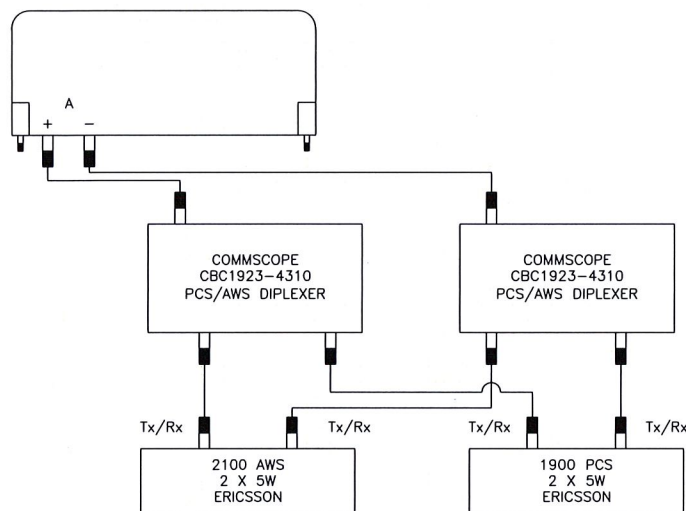 A
+ −
COMMSCOPE
CBC1923-4310
PCS/AWS DIPLEXER
COMMSCOPE
CBC1923-4310
PCS/AWS DIPLEXER
Tx/Rx Tx/Rx Tx/Rx Tx/Rx
2100 AWS
2 X 5W
ERICSSON
1900 PCS
2 X 5W
ERICSSON